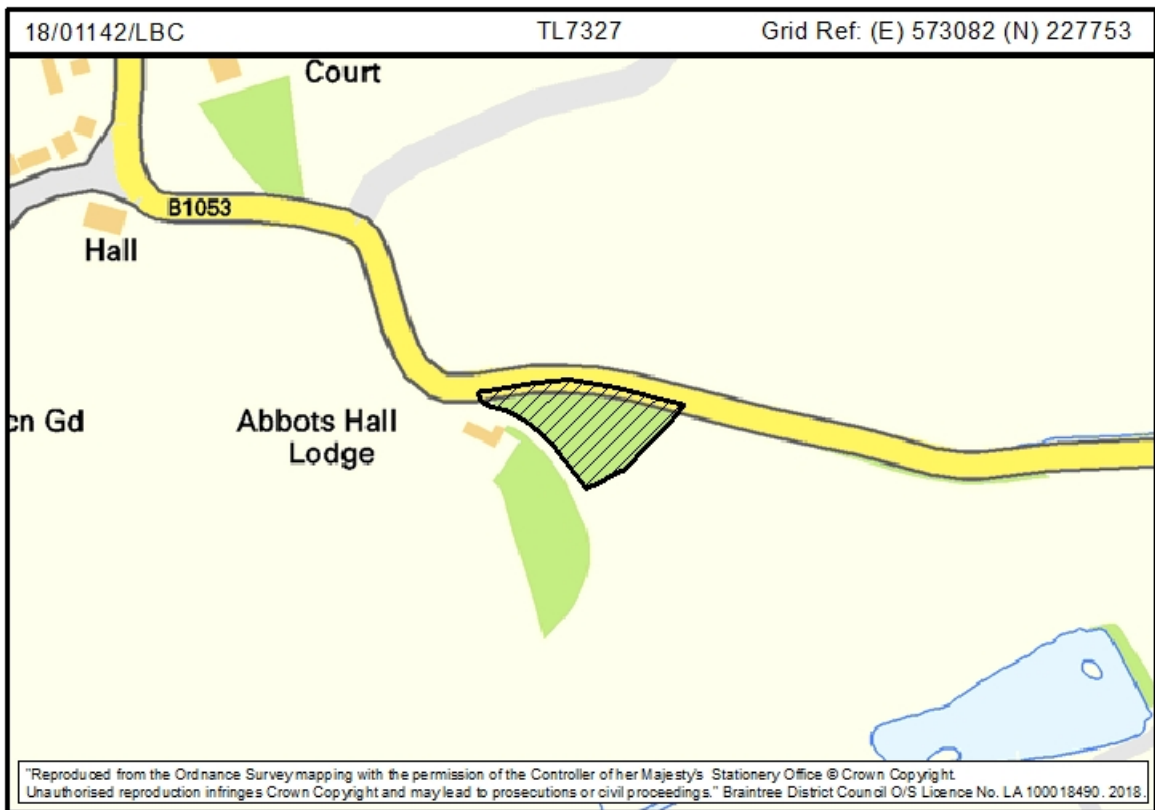 18/01142/LBC TL7327 Grid Ref: (E) 573082 (N) 227753
Court
B1053
Hall
cn Gd
Abbots Hall
Lodge
"Reproduced from the Ordnance Survey mapping with the permission of the Controller of her Majesty's Stationery Office © Crown Copyright.
Unauthorised reproduction infringes Crown Copyright and may lead to prosecutions or civil proceedings." Braintree District Council O/S Licence No. LA 100018490. 2018.